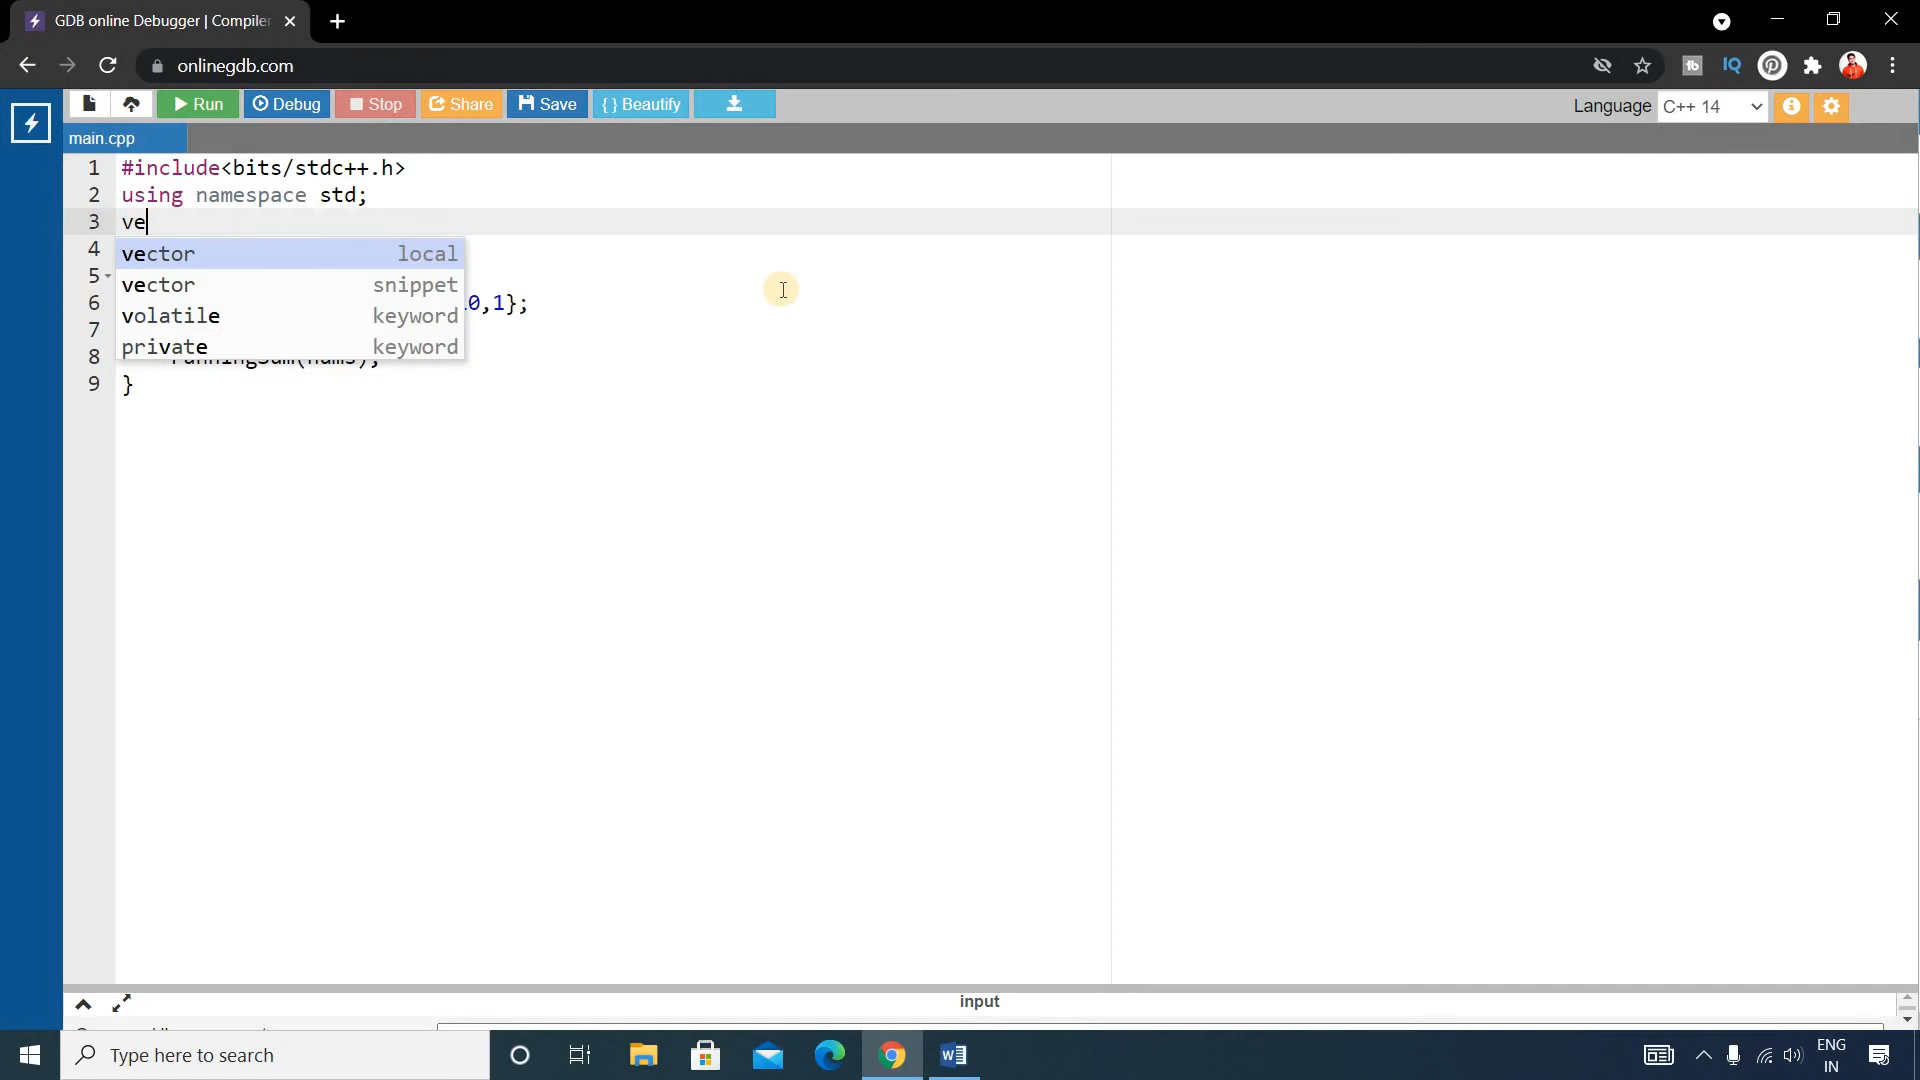 GDB online Debugger | Compiler
onlinegdb.com
Run Debug Stop Share Save { } Beautify
Language C++ 14
main.cpp
1 #include<bits/stdc++.h>
2 using namespace std;
3 ve
4 vector local
5 vector snippet
6 0,1};
volatile keyword
7
private keyword
8 (nums);
9 }
input
Type here to search
ENG
IN